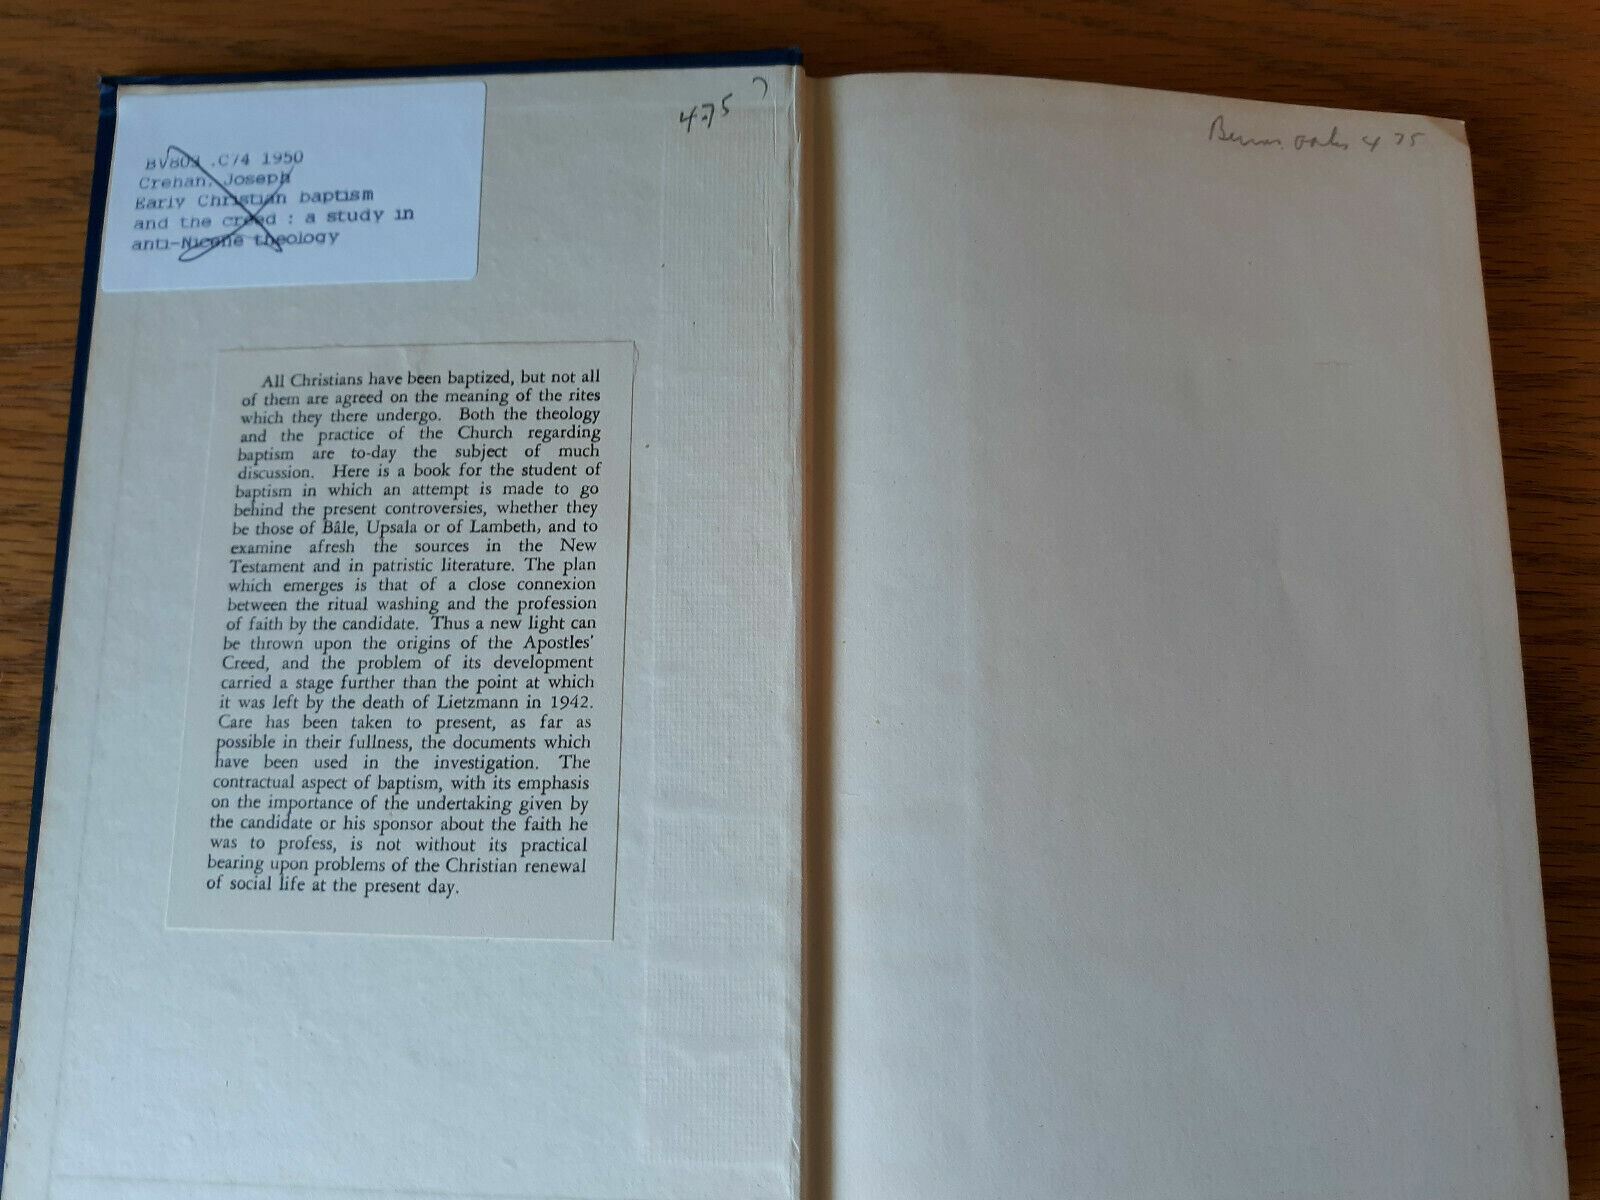 BV803 .C74 1950
Crehan, Joseph
Early Christian baptism
and the creed : a study in
anti-Nicene theology
4.75
All Christians have been baptized, but not all
of them are agreed on the meaning of the rites
which they there undergo. Both the theology
and the practice of the Church regarding
baptism are to-day the subject of much
discussion. Here is a book for the student of
baptism in which an attempt is made to go
behind the present controversies, whether they
be those of Bâle, Upsala or of Lambeth, and to
examine afresh the sources in the New
Testament and in patristic literature. The plan
which emerges is that of a close connexion
between the ritual washing and the profession
of faith by the candidate. Thus a new light can
be thrown upon the origins of the Apostles'
Creed, and the problem of its development
carried a stage further than the point at which
it was left by the death of Lietzmann in 1942.
Care has been taken to present, as far as
possible in their fullness, the documents which
have been used in the investigation. The
contractual aspect of baptism, with its emphasis
on the importance of the undertaking given by
the candidate or his sponsor about the faith he
was to profess, is not without its practical
bearing upon problems of the Christian renewal
of social life at the present day.
4 75